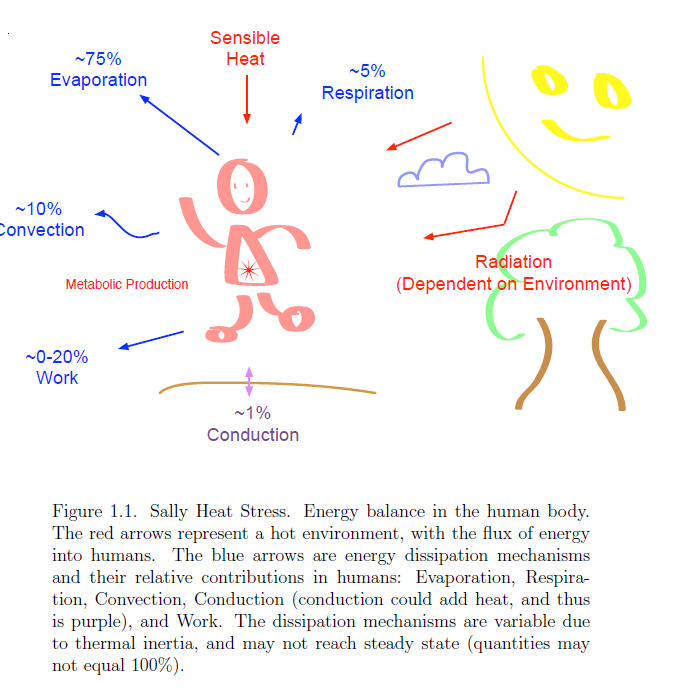 Sensible
Heat
~75%
Evaporation
~5%
Respiration
~10%
Convection
Metabolic Production
Radiation
(Dependent on Environment)
~0-20%
Work
~1%
Conduction
Figure 1.1. Sally Heat Stress. Energy balance in the human body.
The red arrows represent a hot environment, with the flux of energy
into humans. The blue arrows are energy dissipation mechanisms
and their relative contributions in humans: Evaporation, Respira-
tion, Convection, Conduction (conduction could add heat, and thus
is purple), and Work. The dissipation mechanisms are variable due
to thermal inertia, and may not reach steady state (quantities may
not equal 100%).